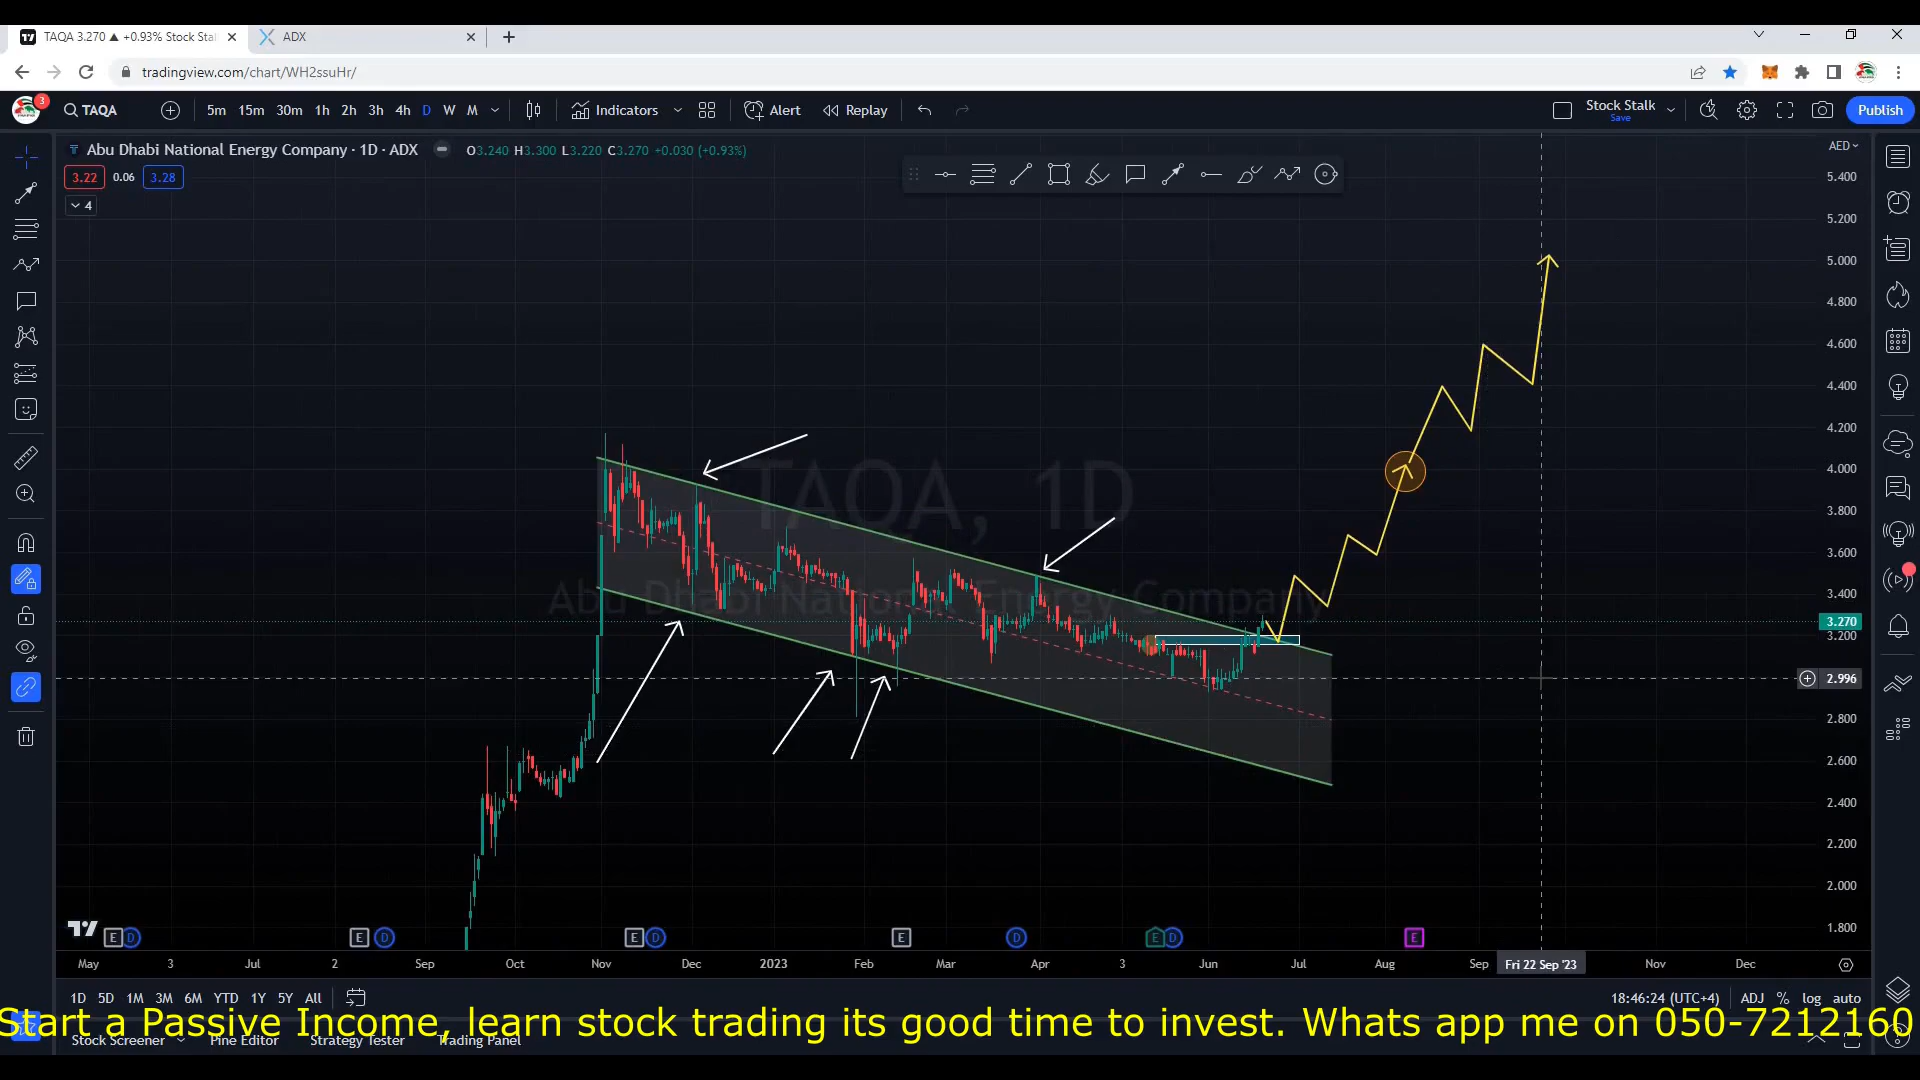 TAQA 3.270 ▲ +0.93% Stock Stal
ADX
tradingview.com/chart/WH2ssuHr/
3
TAQA
5m 15m 30m 1h 2h 3h 4h D W M
Indicators
Alert
Replay
Stock Stalk
Save
Publish
Abu Dhabi National Energy Company · 1D · ADX
O3.240 H3.300 L3.220 C3.270 +0.030 (+0.93%)
3.22 0.06 3.28
4
AED
5.400
5.200
5.000
4.800
4.600
4.400
4.200
4.000
3.800
3.600
3.400
3.270
3.200
2.996
2.800
2.600
2.400
2.200
2.000
1.800
TAQA, 1D
Abu Dhabi National Energy Company
E D E D E D E D E D E
May 3 Jul 2 Sep Oct Nov Dec 2023 Feb Mar Apr 3 Jun Jul Aug Sep Fri 22 Sep '23 Nov Dec
1D 5D 1M 3M 6M YTD 1Y 5Y All
18:46:24 (UTC+4) ADJ % log auto
Start a Passive Income, learn stock trading its good time to invest. Whats app me on 050-7212160
Stock Screener Pine Editor Strategy Tester Trading Panel